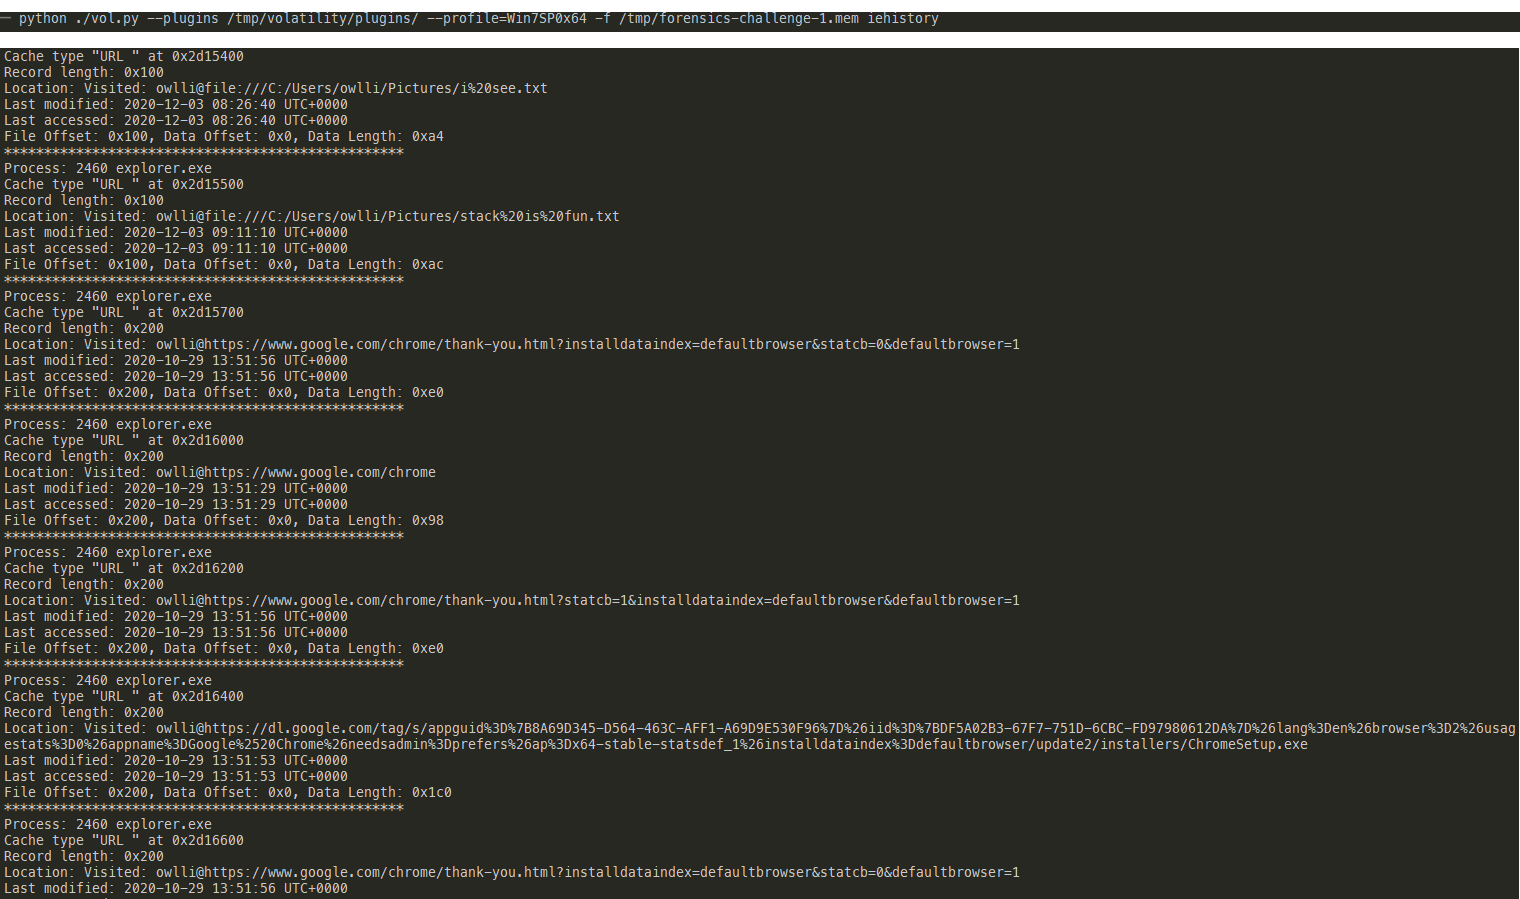 — python ./vol.py --plugins /tmp/volatility/plugins/ --profile=Win7SP0x64 -f /tmp/forensics-challenge-1.mem iehistory
Cache type "URL " at 0x2d15400
Record length: 0x100
Location: Visited: owlli@file:///C:/Users/owlli/Pictures/i%20see.txt
Last modified: 2020-12-03 08:26:40 UTC+0000
Last accessed: 2020-12-03 08:26:40 UTC+0000
File Offset: 0x100, Data Offset: 0x0, Data Length: 0xa4
**************************************************
Process: 2460 explorer.exe
Cache type "URL " at 0x2d15500
Record length: 0x100
Location: Visited: owlli@file:///C:/Users/owlli/Pictures/stack%20is%20fun.txt
Last modified: 2020-12-03 09:11:10 UTC+0000
Last accessed: 2020-12-03 09:11:10 UTC+0000
File Offset: 0x100, Data Offset: 0x0, Data Length: 0xac
**************************************************
Process: 2460 explorer.exe
Cache type "URL " at 0x2d15700
Record length: 0x200
Location: Visited: owlli@https://www.google.com/chrome/thank-you.html?installdataindex=defaultbrowser&statcb=0&defaultbrowser=1
Last modified: 2020-10-29 13:51:56 UTC+0000
Last accessed: 2020-10-29 13:51:56 UTC+0000
File Offset: 0x200, Data Offset: 0x0, Data Length: 0xe0
**************************************************
Process: 2460 explorer.exe
Cache type "URL " at 0x2d16000
Record length: 0x200
Location: Visited: owlli@https://www.google.com/chrome
Last modified: 2020-10-29 13:51:29 UTC+0000
Last accessed: 2020-10-29 13:51:29 UTC+0000
File Offset: 0x200, Data Offset: 0x0, Data Length: 0x98
**************************************************
Process: 2460 explorer.exe
Cache type "URL " at 0x2d16200
Record length: 0x200
Location: Visited: owlli@https://www.google.com/chrome/thank-you.html?statcb=1&installdataindex=defaultbrowser&defaultbrowser=1
Last modified: 2020-10-29 13:51:56 UTC+0000
Last accessed: 2020-10-29 13:51:56 UTC+0000
File Offset: 0x200, Data Offset: 0x0, Data Length: 0xe0
**************************************************
Process: 2460 explorer.exe
Cache type "URL " at 0x2d16400
Record length: 0x200
Location: Visited: owlli@https://dl.google.com/tag/s/appguid%3D%7B8A69D345-D564-463C-AFF1-A69D9E530F96%7D%26iid%3D%7BDF5A02B3-67F7-751D-6CBC-FD97980612DA%7D%26lang%3Den%26browser%3D2%26usag
estats%3D0%26appname%3DGoogle%2520Chrome%26needsadmin%3Dprefers%26ap%3Dx64-stable-statsdef_1%26installdataindex%3Ddefaultbrowser/update2/installers/ChromeSetup.exe
Last modified: 2020-10-29 13:51:53 UTC+0000
Last accessed: 2020-10-29 13:51:53 UTC+0000
File Offset: 0x200, Data Offset: 0x0, Data Length: 0x1c0
**************************************************
Process: 2460 explorer.exe
Cache type "URL " at 0x2d16600
Record length: 0x200
Location: Visited: owlli@https://www.google.com/chrome/thank-you.html?installdataindex=defaultbrowser&statcb=0&defaultbrowser=1
Last modified: 2020-10-29 13:51:56 UTC+0000